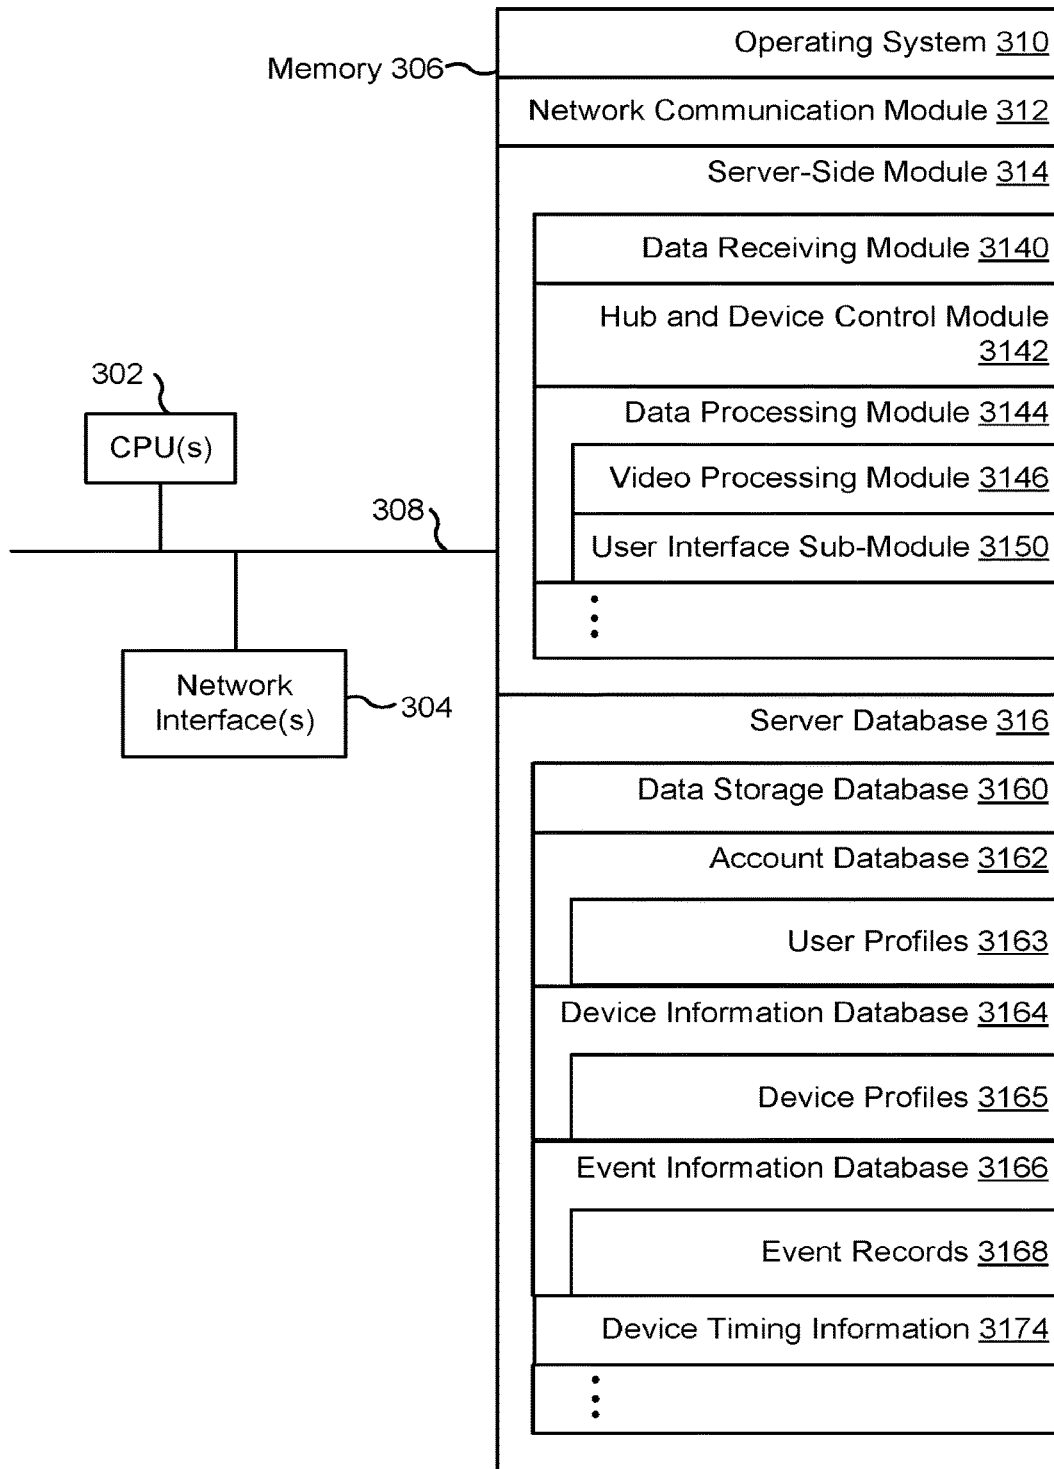 Operating System 310
Memory 306
Network Communication Module 312
Server-Side Module 314
Data Receiving Module 3140
Hub and Device Control Module
3142
302
CPU(s)
Data Processing Module 3144
Video Processing Module 3146
308
User Interface Sub-Module 3150
Network
Interface(s)
304
Server Database 316
Data Storage Database 3160
Account Database 3162
User Profiles 3163
Device Information Database 3164
Device Profiles 3165
Event Information Database 3166
Event Records 3168
Device Timing Information 3174